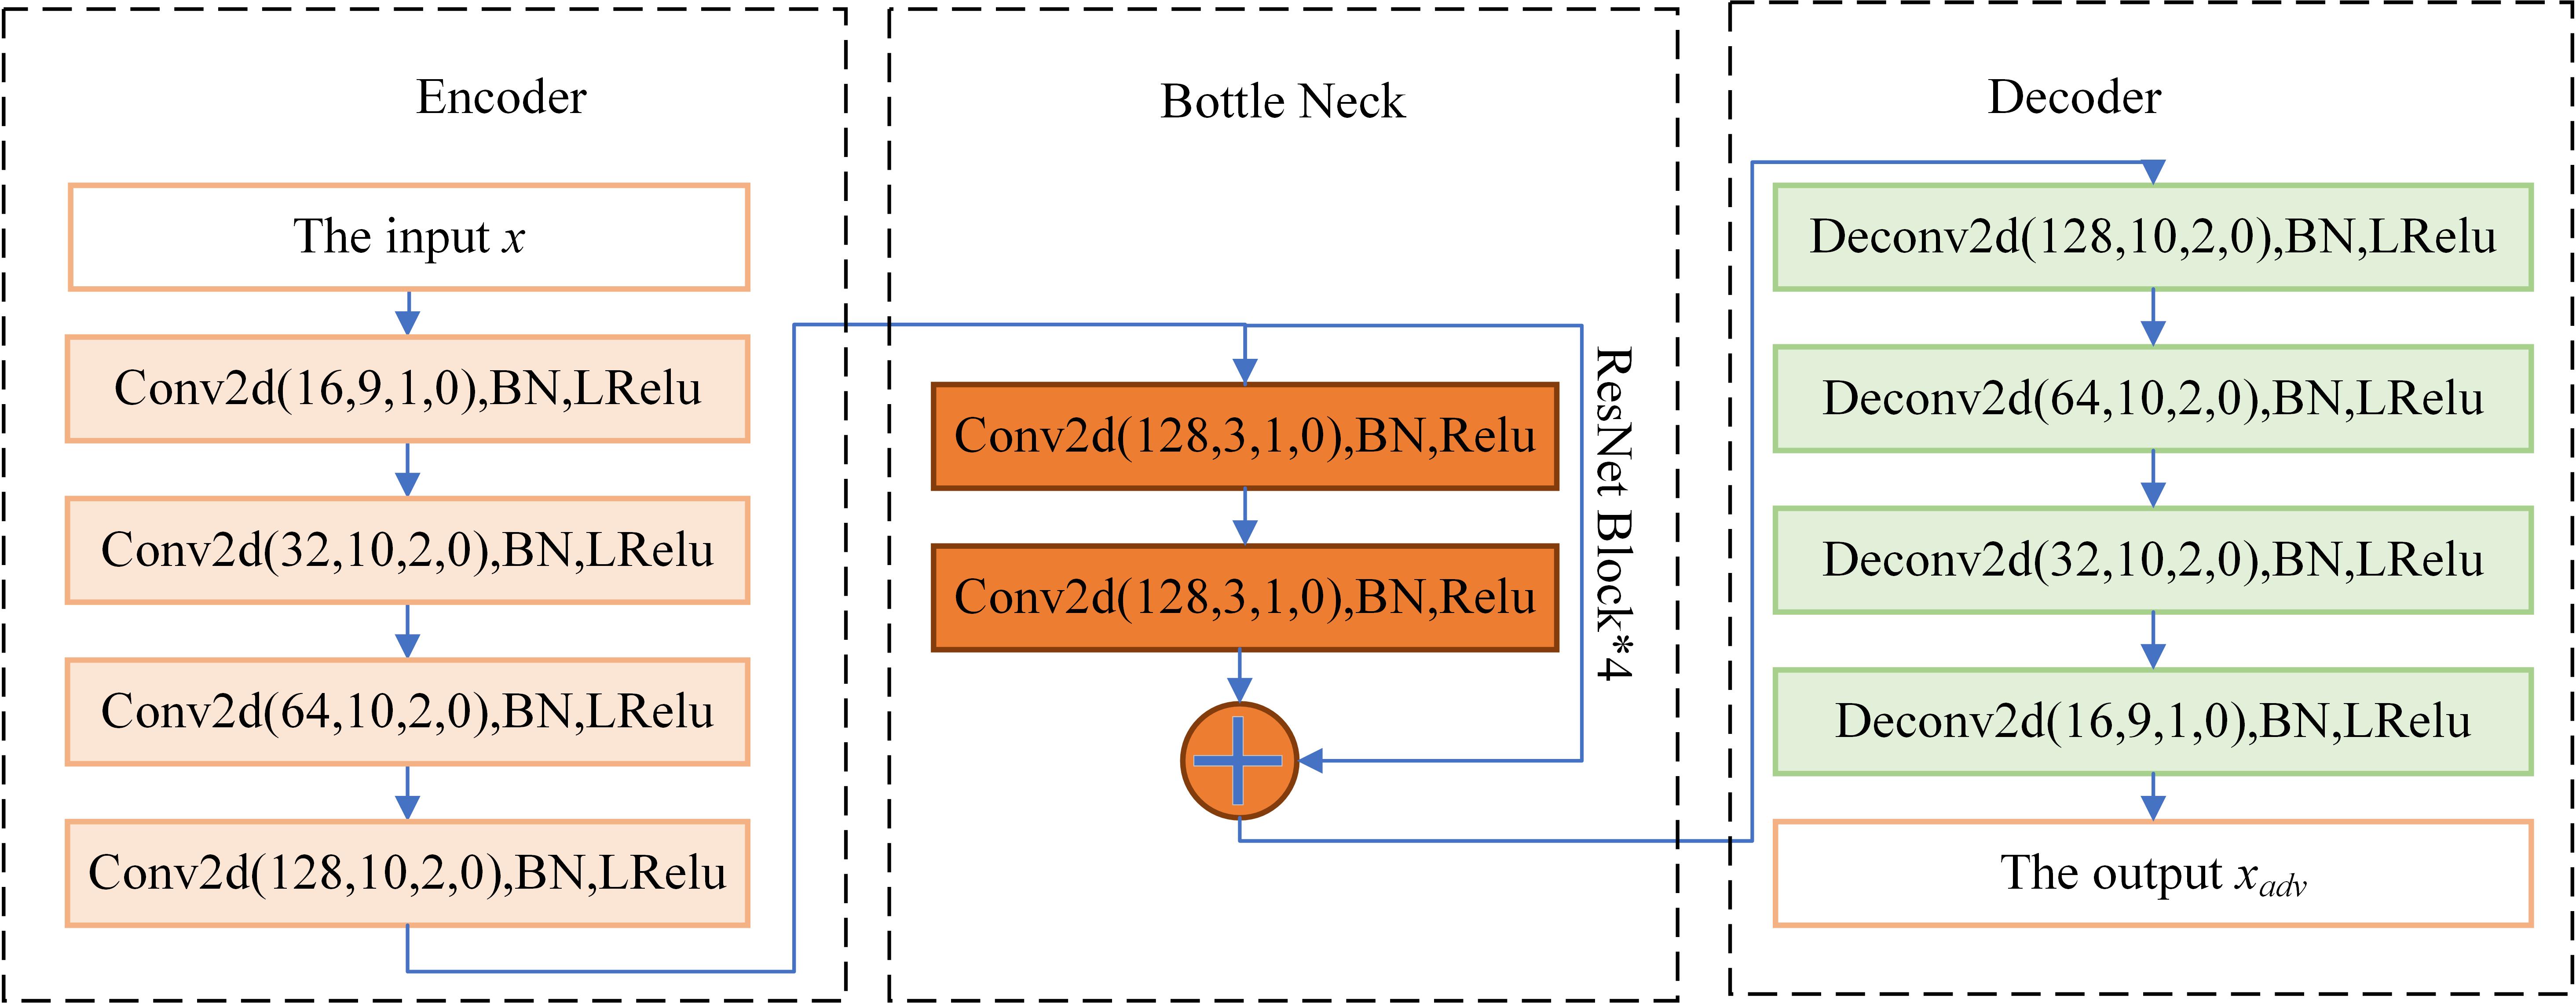 Encoder
The input x
Conv2d(16,9,1,0),BN,LRelu
Conv2d(32,10,2,0),BN,LRelu
Conv2d(64,10,2,0),BN,LRelu
Conv2d(128,10,2,0),BN,LRelu
Bottle Neck
Conv2d(128,3,1,0),BN,Relu
Conv2d(128,3,1,0),BN,Relu
ResNet Block*4
Decoder
Deconv2d(128,10,2,0),BN,LRelu
Deconv2d(64,10,2,0),BN,LRelu
Deconv2d(32,10,2,0),BN,LRelu
Deconv2d(16,9,1,0),BN,LRelu
The output x_adv